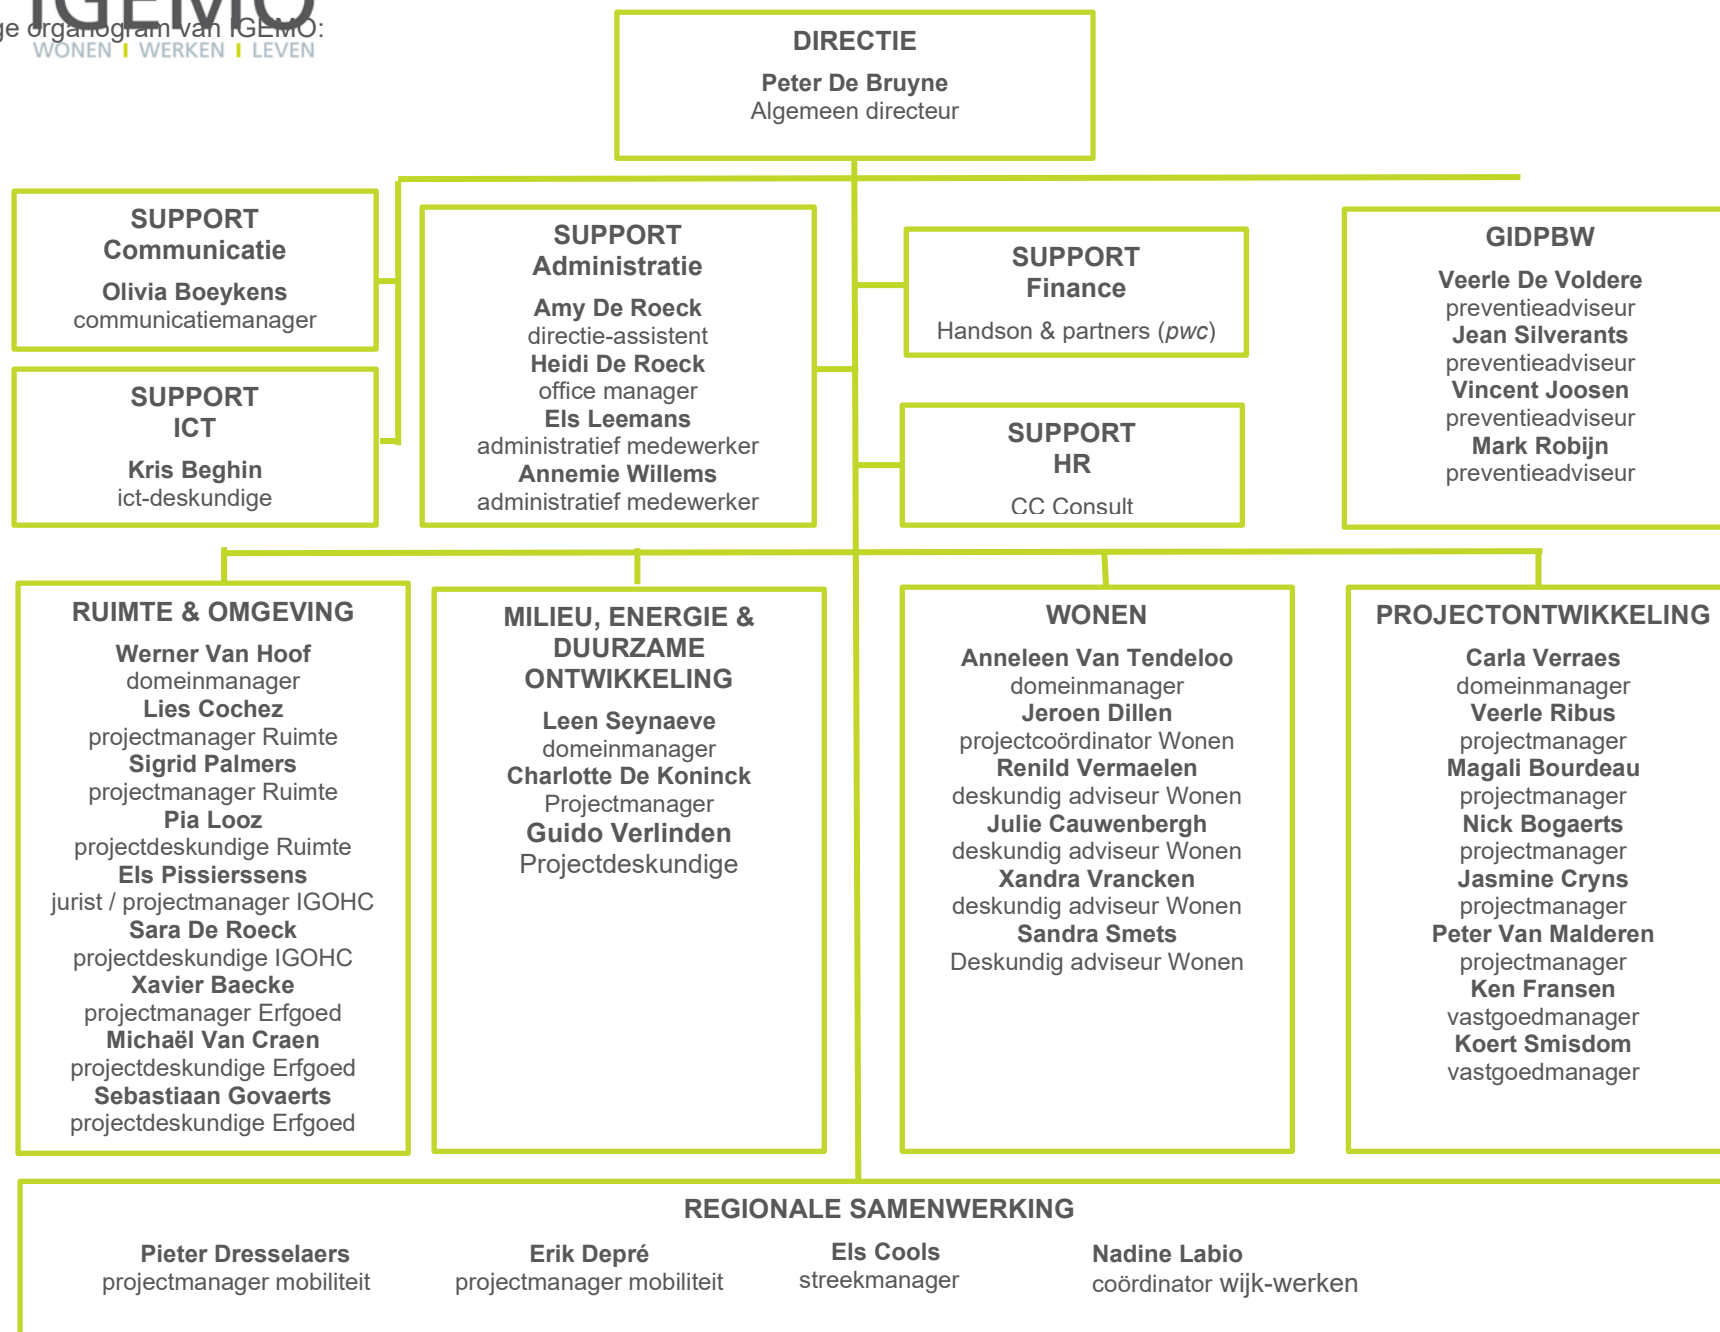 IGEMO
ge organogram van IGEMO:
WONEN I WERKEN I LEVEN
DIRECTIE
Peter De Bruyne
Algemeen directeur
SUPPORT
Communicatie
Olivia Boeykens
communicatiemanager
SUPPORT
ICT
Kris Beghin
ict-deskundige
SUPPORT
Administratie
Amy De Roeck
directie-assistent
Heidi De Roeck
office manager
Els Leemans
administratief medewerker
Annemie Willems
administratief medewerker
SUPPORT
Finance
Handson & partners (pwc)
SUPPORT
HR
CC Consult
GIDPBW
Veerle De Voldere
preventieadviseur
Jean Silverants
preventieadviseur
Vincent Joosen
preventieadviseur
Mark Robijn
preventieadviseur
RUIMTE & OMGEVING
Werner Van Hoof
domeinmanager
Lies Cochez
projectmanager Ruimte
Sigrid Palmers
projectmanager Ruimte
Pia Looz
projectdeskundige Ruimte
Els Pissierssens
jurist / projectmanager IGOHC
Sara De Roeck
projectdeskundige IGOHC
Xavier Baecke
projectmanager Erfgoed
Michaël Van Craen
projectdeskundige Erfgoed
Sebastiaan Govaerts
projectdeskundige Erfgoed
MILIEU, ENERGIE &
DUURZAME
ONTWIKKELING
Leen Seynaeve
domeinmanager
Charlotte De Koninck
Projectmanager
Guido Verlinden
Projectdeskundige
WONEN
Anneleen Van Tendeloo
domeinmanager
Jeroen Dillen
projectcoördinator Wonen
Renild Vermaelen
deskundig adviseur Wonen
Julie Cauwenbergh
deskundig adviseur Wonen
Xandra Vrancken
deskundig adviseur Wonen
Sandra Smets
Deskundig adviseur Wonen
PROJECTONTWIKKELING
Carla Verraes
domeinmanager
Veerle Ribus
projectmanager
Magali Bourdeau
projectmanager
Nick Bogaerts
projectmanager
Jasmine Cryns
projectmanager
Peter Van Malderen
projectmanager
Ken Fransen
vastgoedmanager
Koert Smisdom
vastgoedmanager
REGIONALE SAMENWERKING
Pieter Dresselaers
projectmanager mobiliteit
Erik Depré
projectmanager mobiliteit
Els Cools
streekmanager
Nadine Labio
coördinator wijk-werken